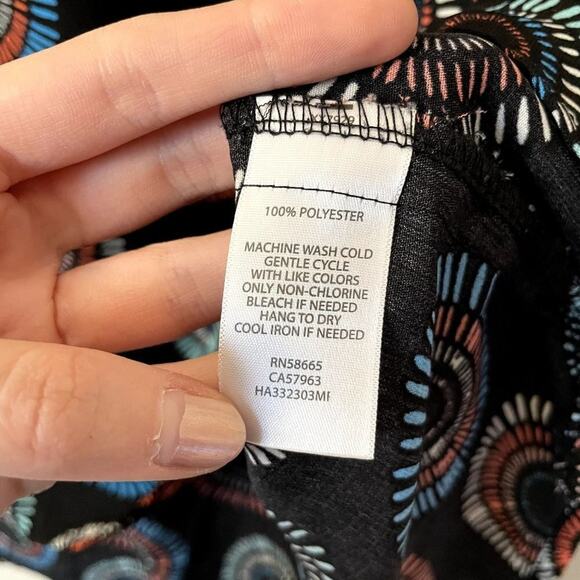 100% POLYESTER
MACHINE WASH COLD
GENTLE CYCLE
WITH LIKE COLORS
ONLY NON-CHLORINE
BLEACH IF NEEDED
HANG TO DRY
COOL IRON IF NEEDED
RN58665
CA57963
HA332303MF